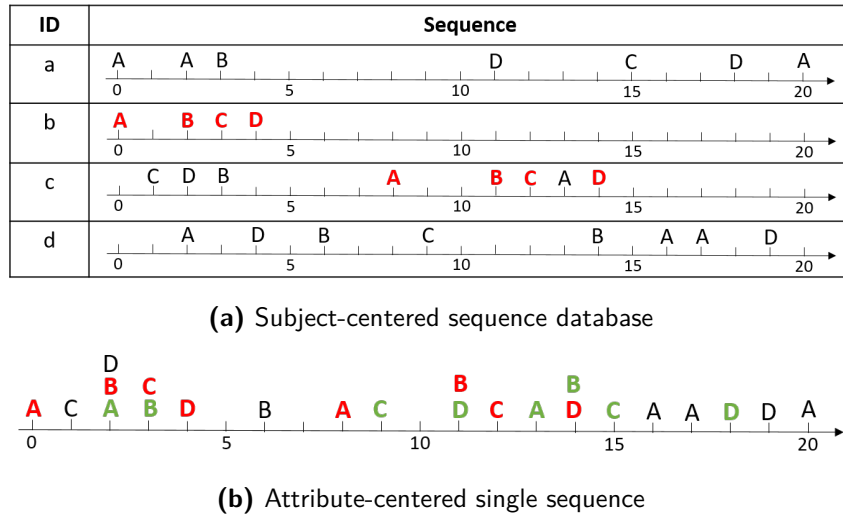 ID Sequence
a A A B D C D A
0 5 10 15 20
b A B C D
0 5 10 15 20
c C D B A B C A D
0 5 10 15 20
d A D B C B A A D
0 5 10 15 20
(a) Subject-centered sequence database
D
B C B B
A C A B D B A C D C A D C A A D D A
0 5 10 15 20
(b) Attribute-centered single sequence